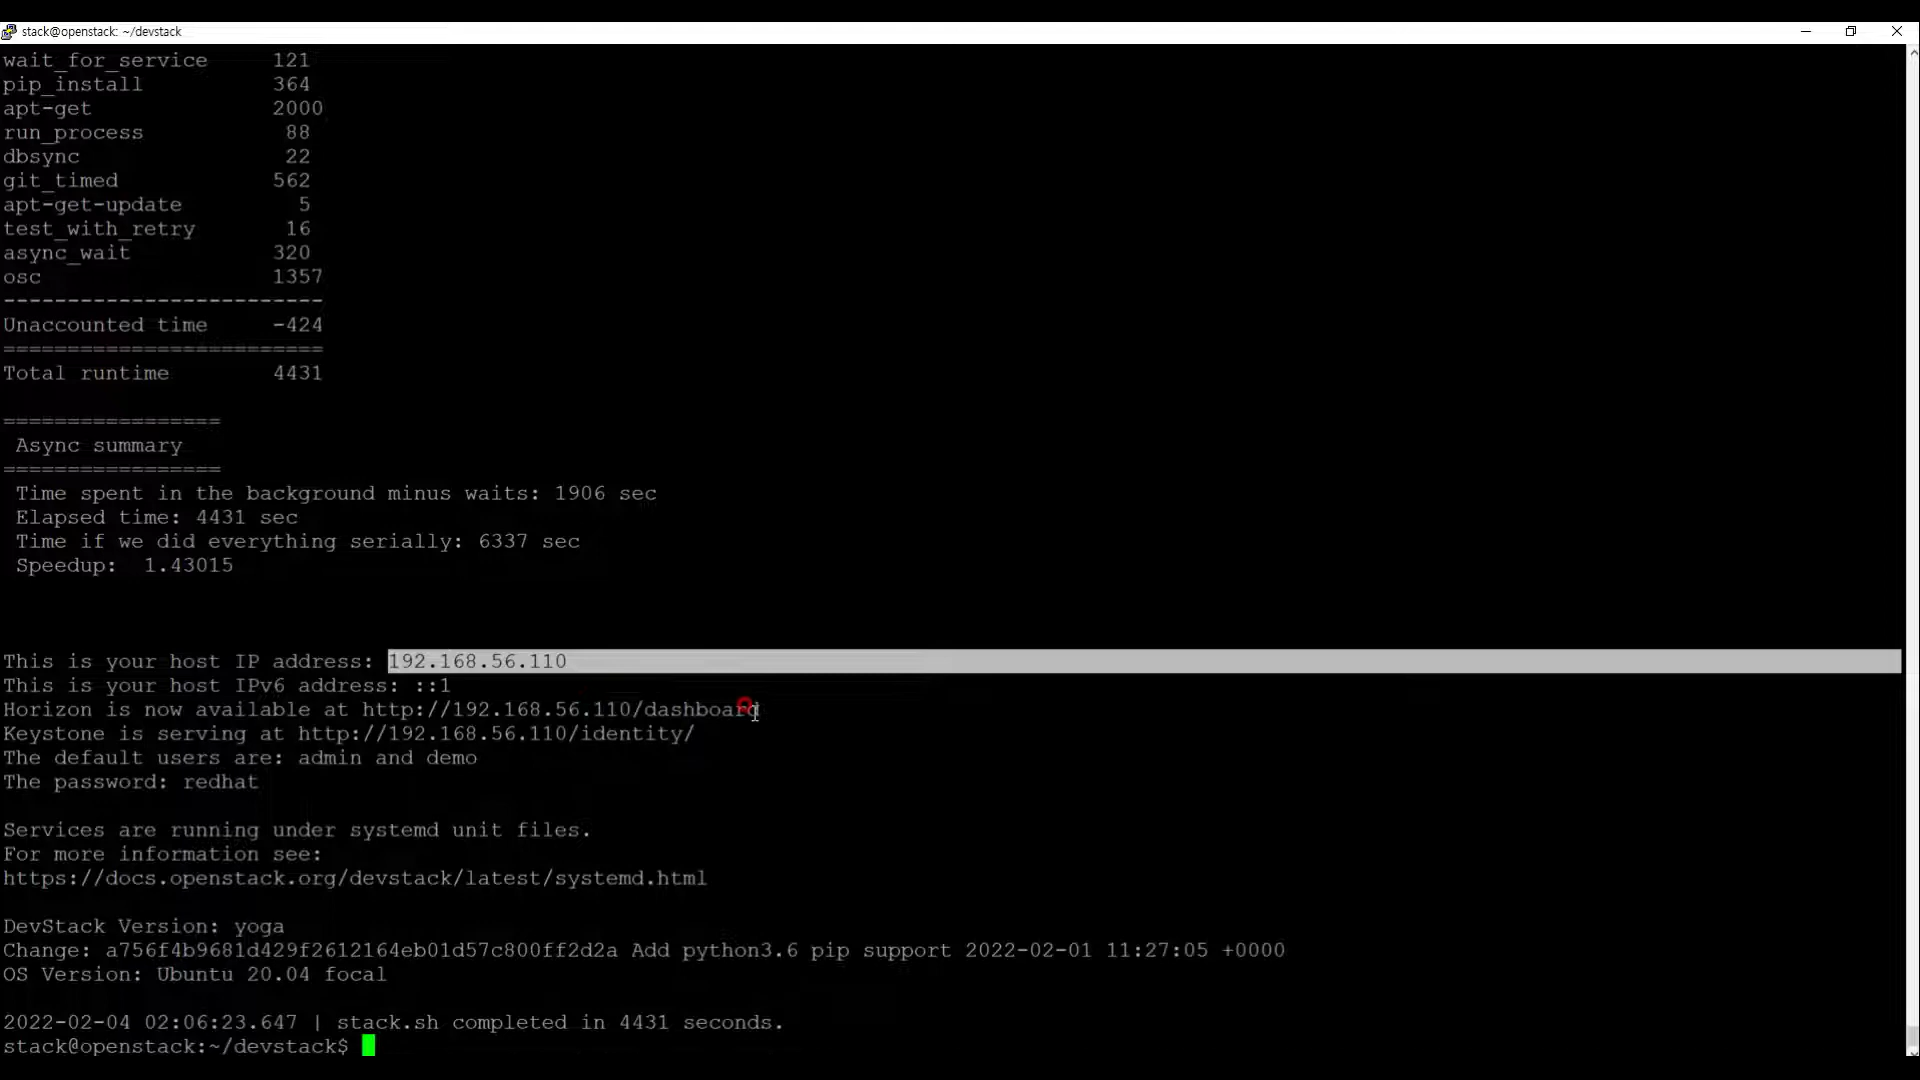 stack@openstack: ~/devstack
wait_for_service 121
pip_install 364
apt-get 2000
run_process 88
dbsync 22
git_timed 562
apt-get-update 5
test_with_retry 16
async_wait 320
osc 1357
-------------------------
Unaccounted time -424
=========================
Total runtime 4431
=================
Async summary
=================
Time spent in the background minus waits: 1906 sec
Elapsed time: 4431 sec
Time if we did everything serially: 6337 sec
Speedup: 1.43015
This is your host IP address: 192.168.56.110
This is your host IPv6 address: ::1
Horizon is now available at http://192.168.56.110/dashboard
Keystone is serving at http://192.168.56.110/identity/
The default users are: admin and demo
The password: redhat
Services are running under systemd unit files.
For more information see:
https://docs.openstack.org/devstack/latest/systemd.html
DevStack Version: yoga
Change: a756f4b9681d429f2612164eb01d57c800ff2d2a Add python3.6 pip support 2022-02-01 11:27:05 +0000
OS Version: Ubuntu 20.04 focal
2022-02-04 02:06:23.647 | stack.sh completed in 4431 seconds.
stack@openstack:~/devstack$